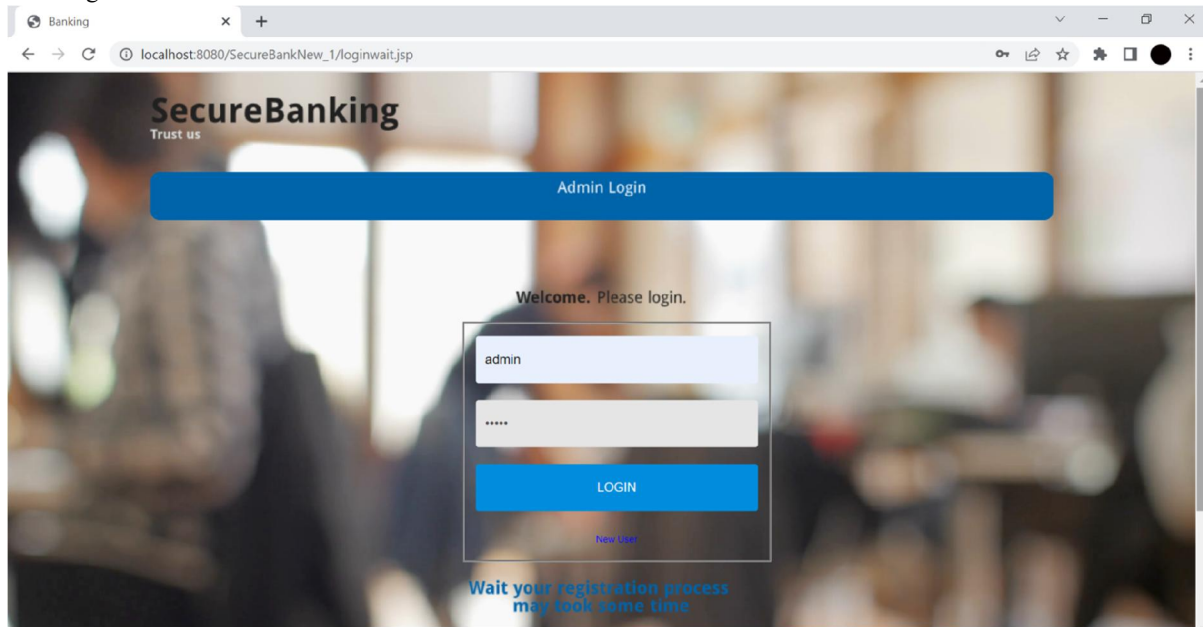 Banking
localhost:8080/SecureBankNew_1/loginwait.jsp
SecureBanking
Trust us
Admin Login
Welcome. Please login.
admin
•••••
LOGIN
New User
Wait your registration process
may took some time